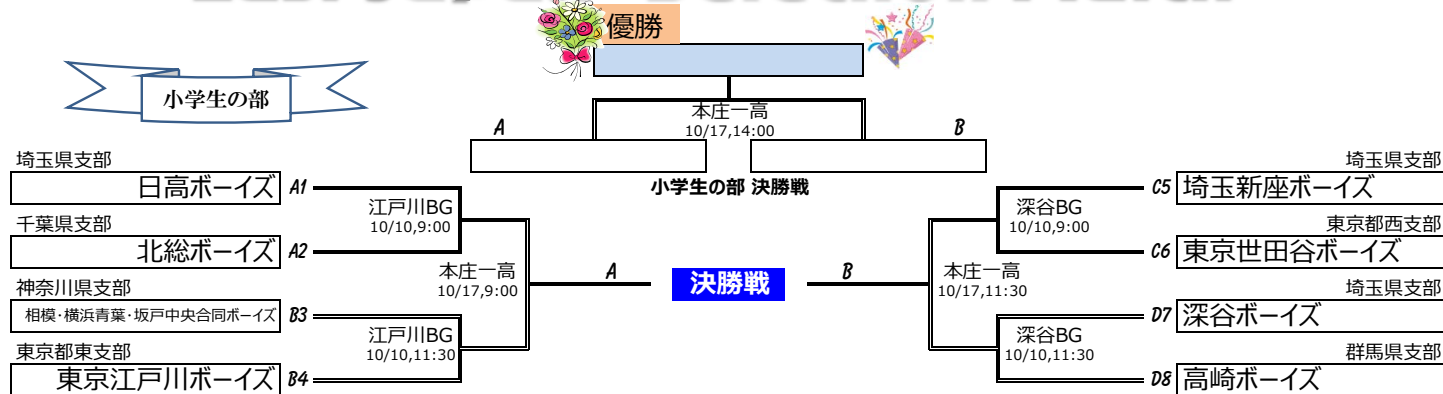 優勝
小学生の部
本庄一高
10/17,14:00
A
B
小学生の部 決勝戦
埼玉県支部
日高ボーイズ A1
千葉県支部
北総ボーイズ A2
神奈川県支部
相模・横浜青葉・坂戸中央合同ボーイズ B3
東京都東支部
東京江戸川ボーイズ B4
江戸川BG
10/10,9:00
江戸川BG
10/10,11:30
本庄一高
10/17,9:00
A
決勝戦
B
本庄一高
10/17,11:30
深谷BG
10/10,9:00
深谷BG
10/10,11:30
埼玉県支部
C5 埼玉新座ボーイズ
東京都西支部
C6 東京世田谷ボーイズ
埼玉県支部
D7 深谷ボーイズ
群馬県支部
D8 高崎ボーイズ